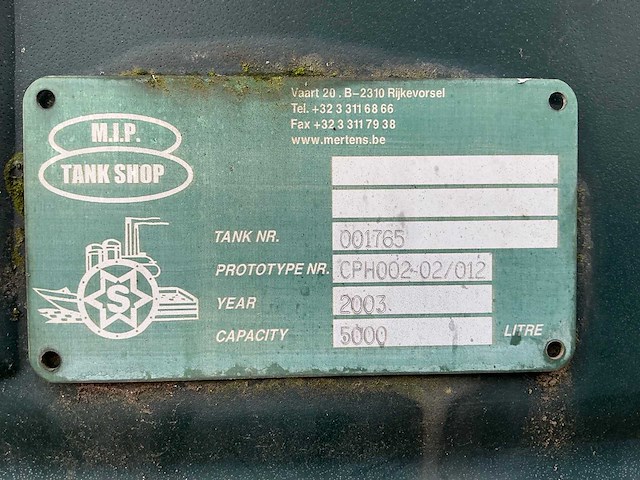 M.I.P.
TANK SHOP
S
Vaart 20 . B-2310 Rijkevorsel
Tel. +32 3 311 68 66
Fax +32 3 311 79 38
www.mertens.be
TANK NR. 001765
PROTOTYPE NR. CPH002-02/012
YEAR 2003
CAPACITY 5000 LITRE